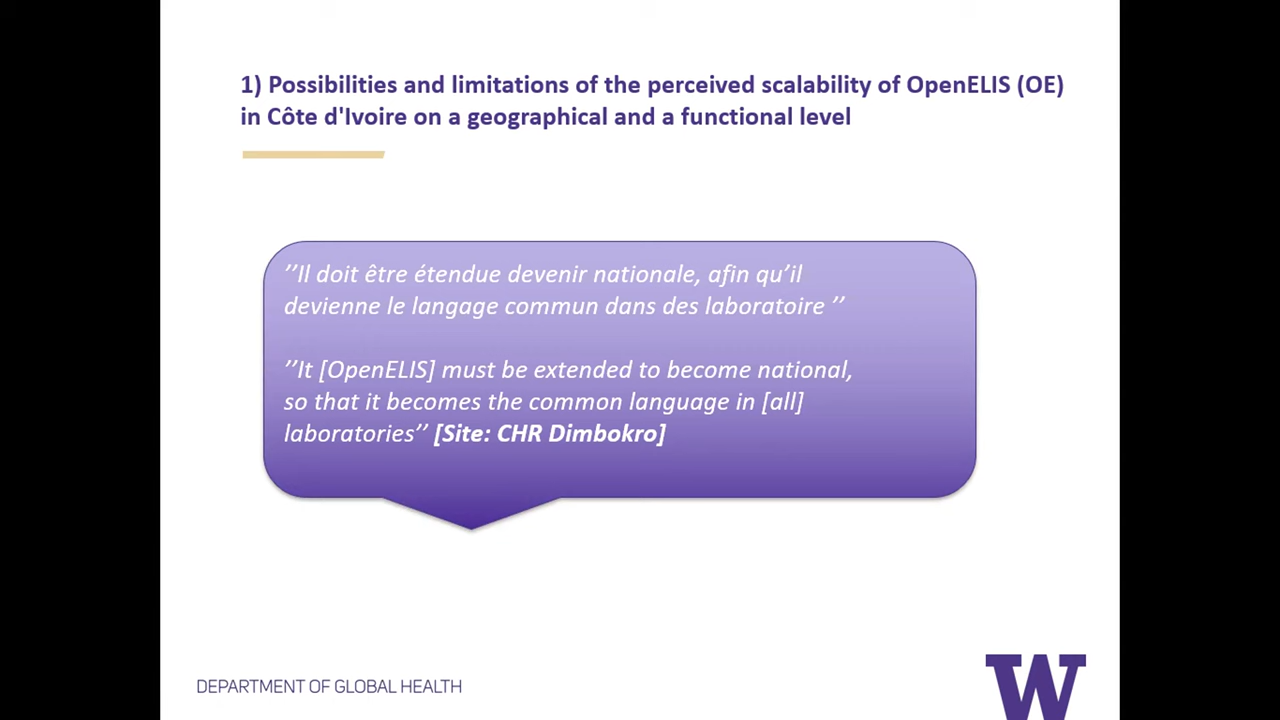 1) Possibilities and limitations of the perceived scalability of OpenELIS (OE)
in Côte d'Ivoire on a geographical and a functional level
’’Il doit être étendue devenir nationale, afin qu’il
devienne le langage commun dans des laboratoire ’’
’’It [OpenELIS] must be extended to become national,
so that it becomes the common language in [all]
laboratories’’ [Site: CHR Dimbokro]
DEPARTMENT OF GLOBAL HEALTH
W